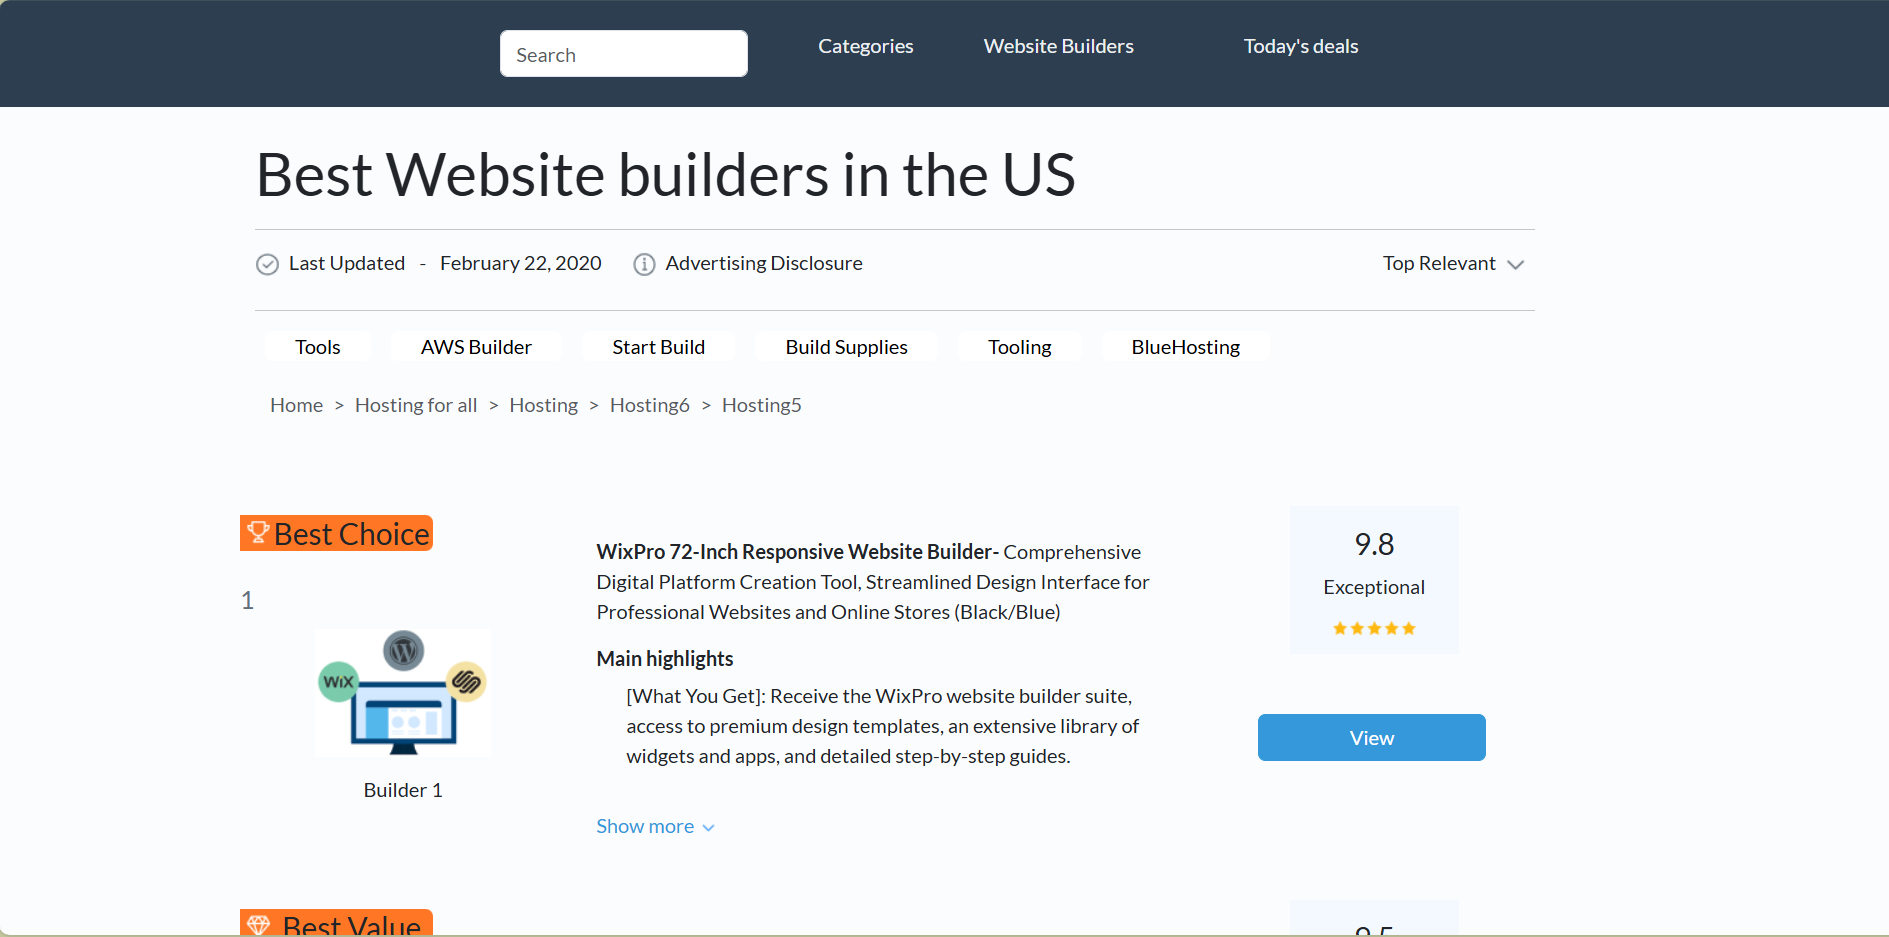 Search
Categories
Website Builders
Today's deals
Best Website builders in the US
Last Updated - February 22, 2020
Advertising Disclosure
Top Relevant
Tools
AWS Builder
Start Build
Build Supplies
Tooling
BlueHosting
Home > Hosting for all > Hosting > Hosting6 > Hosting5
Best Choice
1
WiX
Builder 1
WixPro 72-Inch Responsive Website Builder- Comprehensive
Digital Platform Creation Tool, Streamlined Design Interface for
Professional Websites and Online Stores (Black/Blue)
Main highlights
[What You Get]: Receive the WixPro website builder suite,
access to premium design templates, an extensive library of
widgets and apps, and detailed step-by-step guides.
Show more
9.8
Exceptional
View
Best Value
9.5